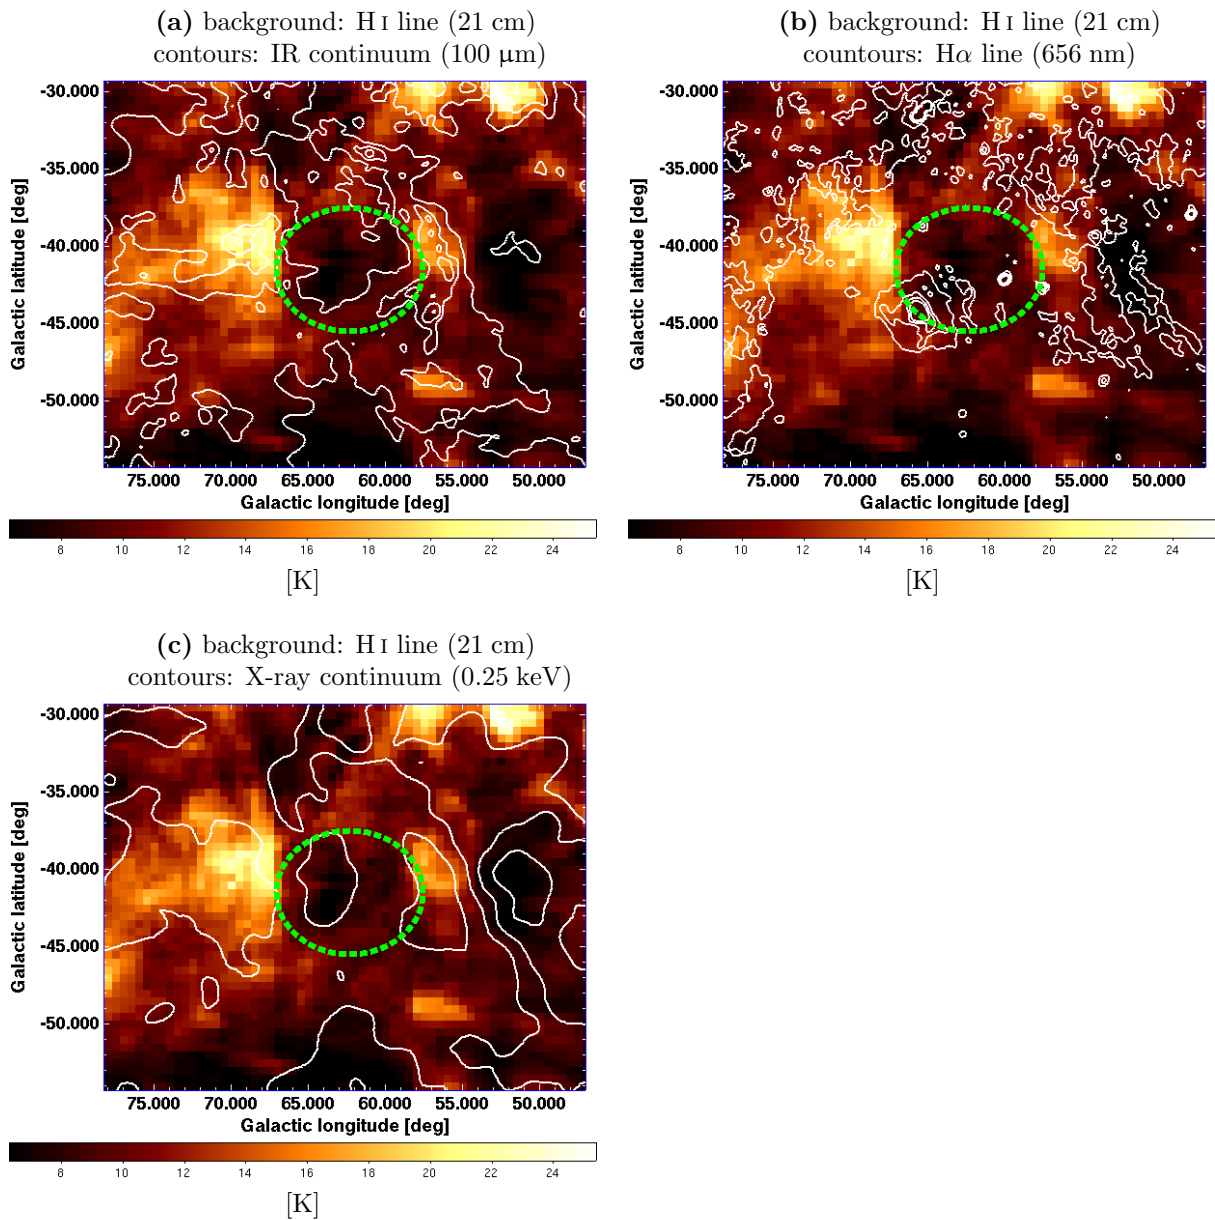 (a) background: H I line (21 cm)
contours: IR continuum (100 μm)
-30.000
-35.000
-40.000
-45.000
-50.000
Galactic latitude [deg]
75.000 70.000 65.000 60.000 55.000 50.000
Galactic longitude [deg]
8 10 12 14 16 18 20 22 24
[K]
(b) background: H I line (21 cm)
countours: Hα line (656 nm)
-30.000
-35.000
-40.000
-45.000
-50.000
Galactic latitude [deg]
75.000 70.000 65.000 60.000 55.000 50.000
Galactic longitude [deg]
8 10 12 14 16 18 20 22 24
[K]
(c) background: H I line (21 cm)
contours: X-ray continuum (0.25 keV)
-30.000
-35.000
-40.000
-45.000
-50.000
Galactic latitude [deg]
75.000 70.000 65.000 60.000 55.000 50.000
Galactic longitude [deg]
8 10 12 14 16 18 20 22 24
[K]